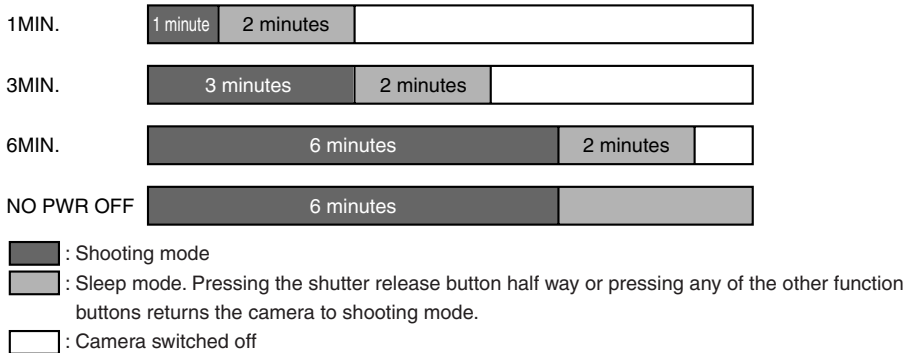 1MIN. 1 minute 2 minutes
3MIN. 3 minutes 2 minutes
6MIN. 6 minutes 2 minutes
NO PWR OFF 6 minutes
: Shooting mode
: Sleep mode. Pressing the shutter release button half way or pressing any of the other function
buttons returns the camera to shooting mode.
: Camera switched off